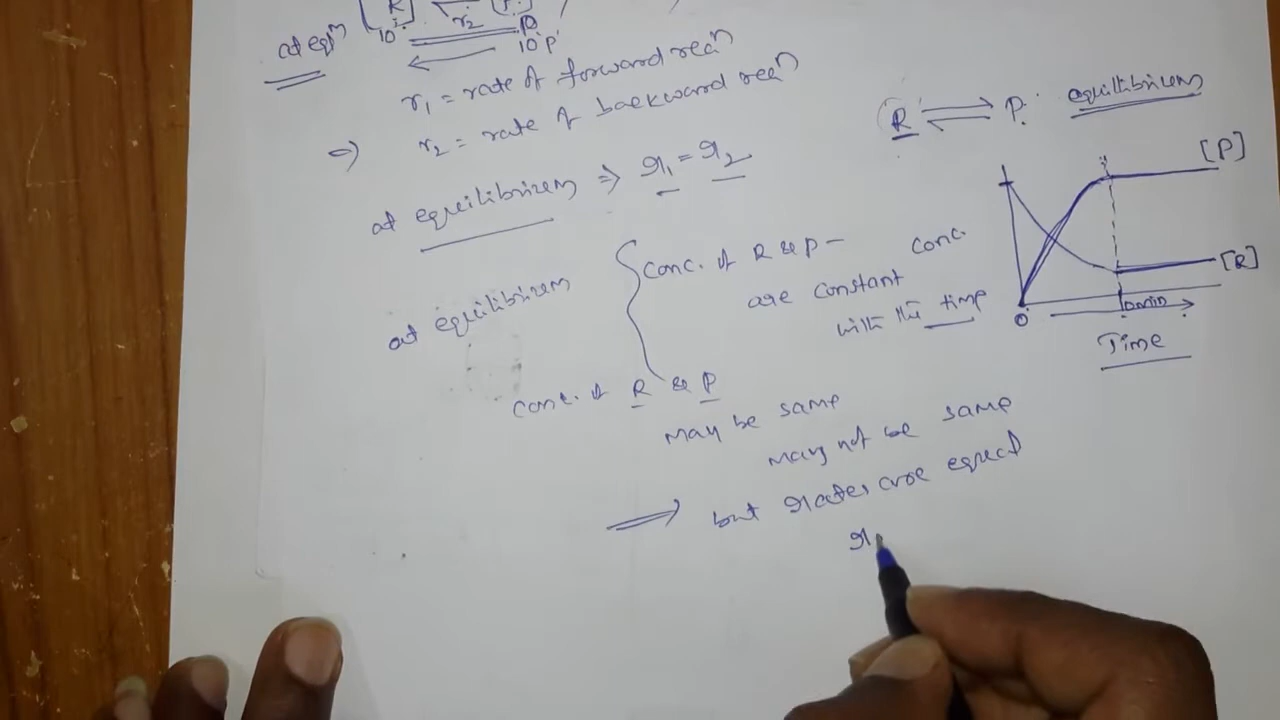 at eqⁿ [R] r₂ [P]
10 ⇌ 10 P
r₁ = rate of forward reaⁿ
⇒ r₂ = rate of backward reaⁿ
at equilibrium ⇒ r₁ = r₂
at equilibrium { conc. of R & P –
are constant
with the time
conc. of R & P
may be same
may not be same
⇒ but rates are equal
r
R ⇌ P equilibrium
[P]
conc.
[R]
0
Time